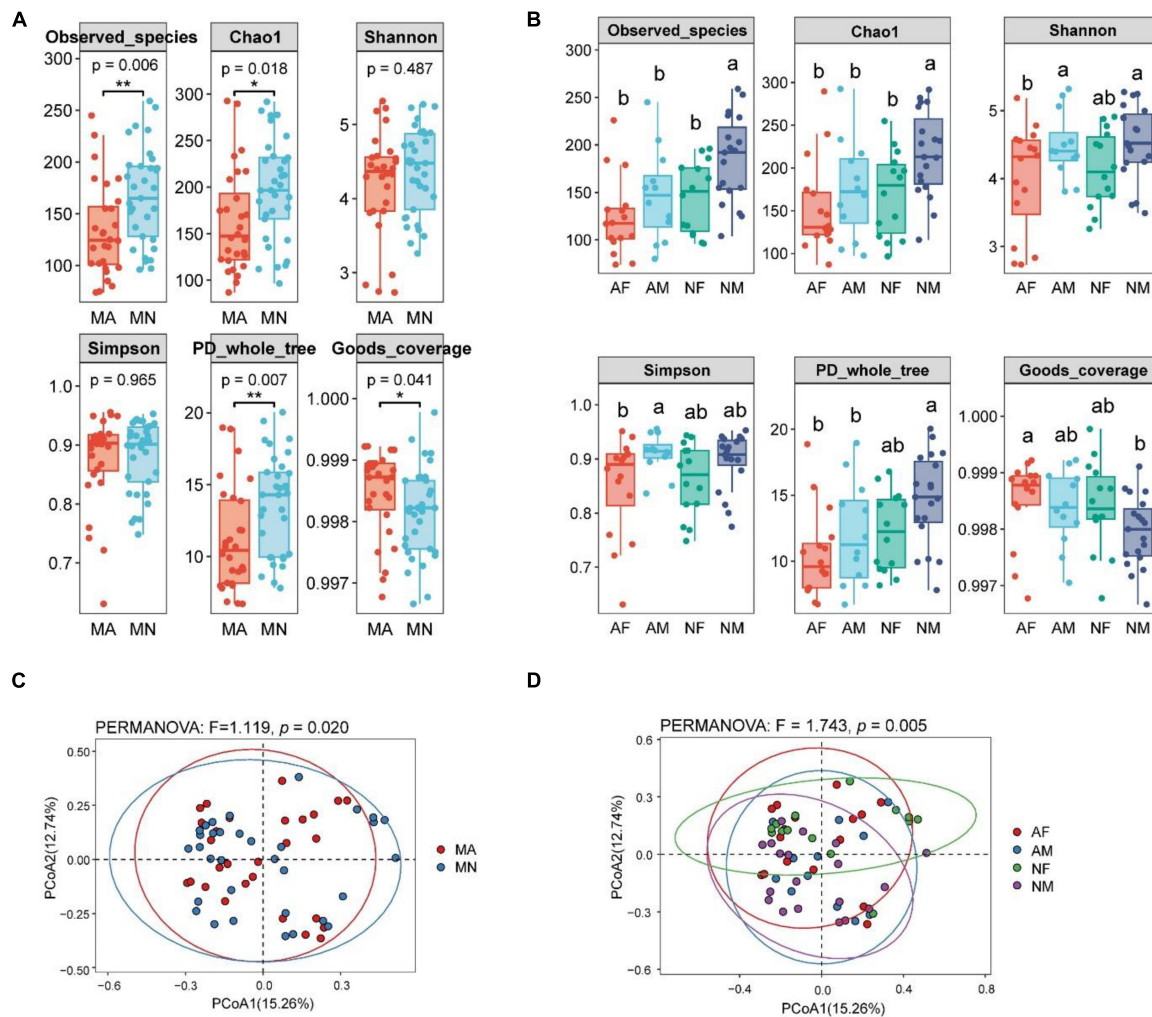 A
Observed_species Chao1 Shannon
p = 0.006 p = 0.018 p = 0.487
** *
300
250
200
150
100
300
250
200
150
100
5
4
3
MA MN MA MN MA MN
Simpson PD_whole_tree Goods_coverage
p = 0.965 p = 0.007 p = 0.041
** *
1.0
0.9
0.8
0.7
20
15
10
1.000
0.999
0.998
0.997
MA MN MA MN MA MN
B
Observed_species Chao1 Shannon
300
250
200
150
100
b b b a
300
250
200
150
100
b b b a
5
4
3
b a ab a
AF AM NF NM AF AM NF NM AF AM NF NM
Simpson PD_whole_tree Goods_coverage
1.0
0.9
0.8
0.7
b a ab ab
20
15
10
b b ab a
1.000
0.999
0.998
0.997
a ab ab b
AF AM NF NM AF AM NF NM AF AM NF NM
C
PERMANOVA: F=1.119, p = 0.020
PCoA2(12.74%)
0.50
0.25
0.00
−0.25
−0.50
−0.6 −0.3 0.0 0.3
PCoA1(15.26%)
MA
MN
D
PERMANOVA: F = 1.743, p = 0.005
PCoA2(12.74%)
0.6
0.3
0.0
−0.3
−0.6
−0.4 0.0 0.4 0.8
PCoA1(15.26%)
AF
AM
NF
NM